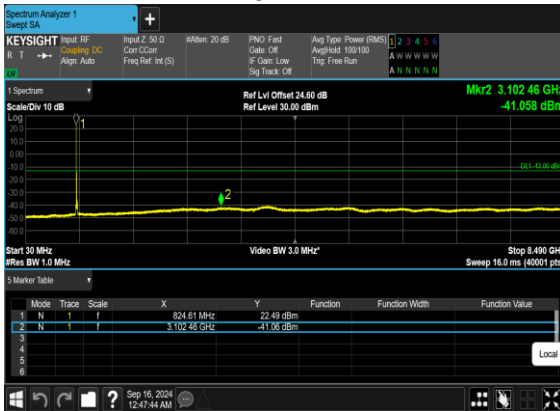 Spectrum Analyzer 1
Swept SA
+
KEYSIGHT Input: RF Input Z: 50 Ω #Atten: 20 dB PNO: Fast Avg Type: Power (RMS) 1 2 3 4 5 6
R T Coupling: DC Corr CCorr Gate: Off Avg|Hold: 100/100 A W W W W W
Align: Auto Freq Ref: Int (S) IF Gain: Low Trig: Free Run
Sig Track: Off A N N N N N
1 Spectrum Ref Lvl Offset 24.60 dB Mkr2 3.102 46 GHz
Scale/Div 10 dB Ref Level 30.00 dBm -41.058 dBm
Log
20.0
10.0
0.00
-10.0
-20.0
-30.0
-40.0
-50.0
-60.0
1
DL1 -13.00 dBm
2
Start 30 MHz Video BW 3.0 MHz* Stop 8.490 GHz
#Res BW 1.0 MHz Sweep 16.0 ms (40001 pts)
5 Marker Table
Mode Trace Scale X Y Function Function Width Function Value
1 N 1 f 824.61 MHz 22.49 dBm
2 N 1 f 3.102 46 GHz -41.06 dBm
3
4
5
6
Local
? Sep 16, 2024
12:47:44 AM